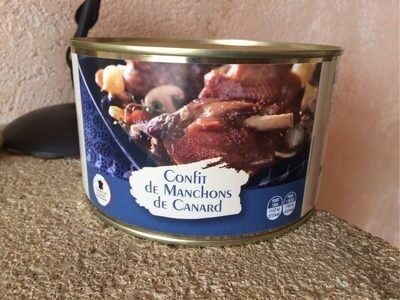 Confit
de Manchons
de Canard